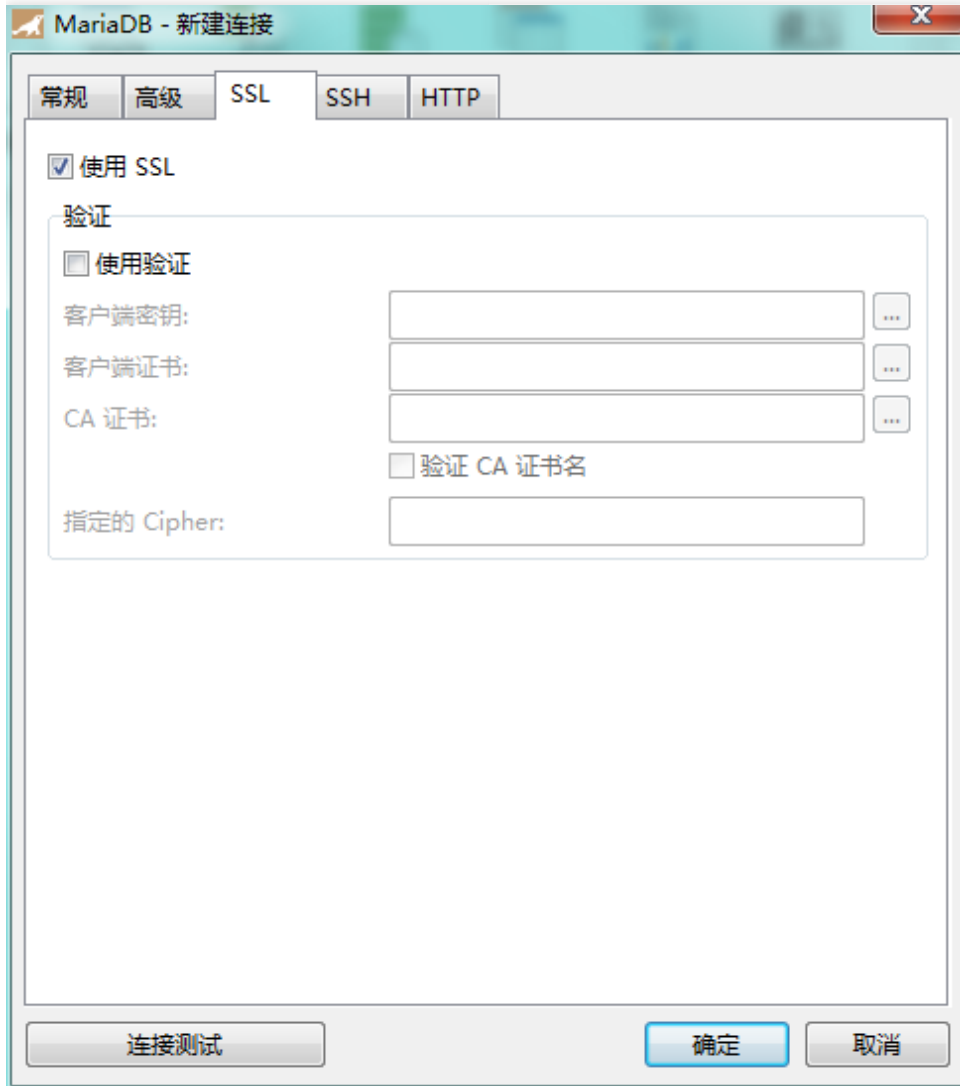 MariaDB - 新建连接
常规 高级 SSL SSH HTTP
使用 SSL
验证
使用验证
客户端密钥: ...
客户端证书: ...
CA 证书: ...
验证 CA 证书名
指定的 Cipher:
连接测试 确定 取消